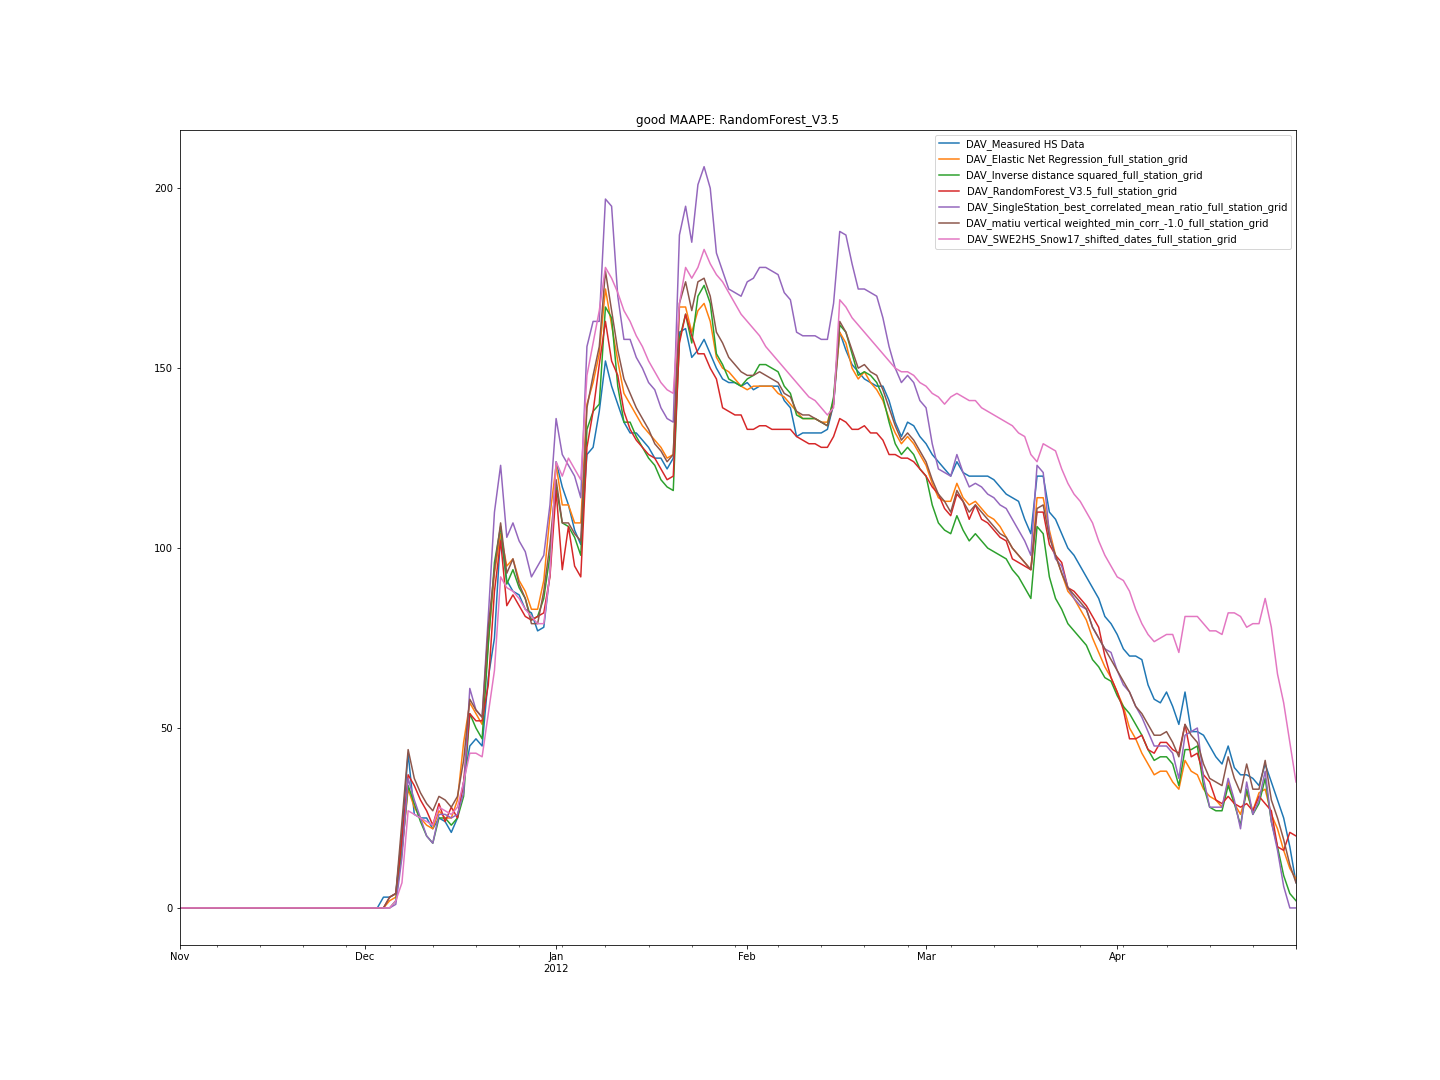 good MAAPE: RandomForest_V3.5
DAV_Measured HS Data
DAV_Elastic Net Regression_full_station_grid
DAV_Inverse distance squared_full_station_grid
DAV_RandomForest_V3.5_full_station_grid
DAV_SingleStation_best_correlated_mean_ratio_full_station_grid
DAV_matiu vertical weighted_min_corr_-1.0_full_station_grid
DAV_SWE2HS_Snow17_shifted_dates_full_station_grid
200
150
100
50
0
Nov Dec Jan Feb Mar Apr
2012